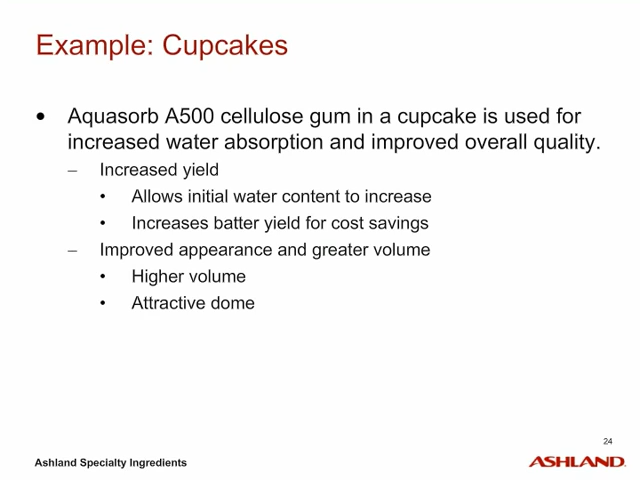 Example: Cupcakes
• Aquasorb A500 cellulose gum in a cupcake is used for
increased water absorption and improved overall quality.
– Increased yield
• Allows initial water content to increase
• Increases batter yield for cost savings
– Improved appearance and greater volume
• Higher volume
• Attractive dome
24
Ashland Specialty Ingredients
ASHLAND.